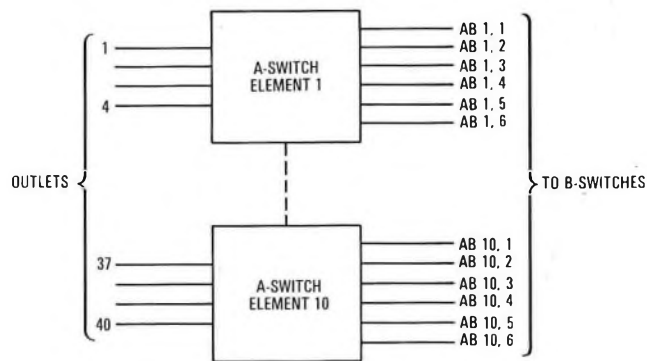 AB 1, 1
1
AB 1, 2
A-SWITCH
ELEMENT 1
AB 1, 3
AB 1, 4
4
AB 1, 5
AB 1, 6
OUTLETS
TO B-SWITCHES
AB 10, 1
37
AB 10, 2
A-SWITCH
ELEMENT 10
AB 10, 3
AB 10, 4
40
AB 10, 5
AB 10, 6